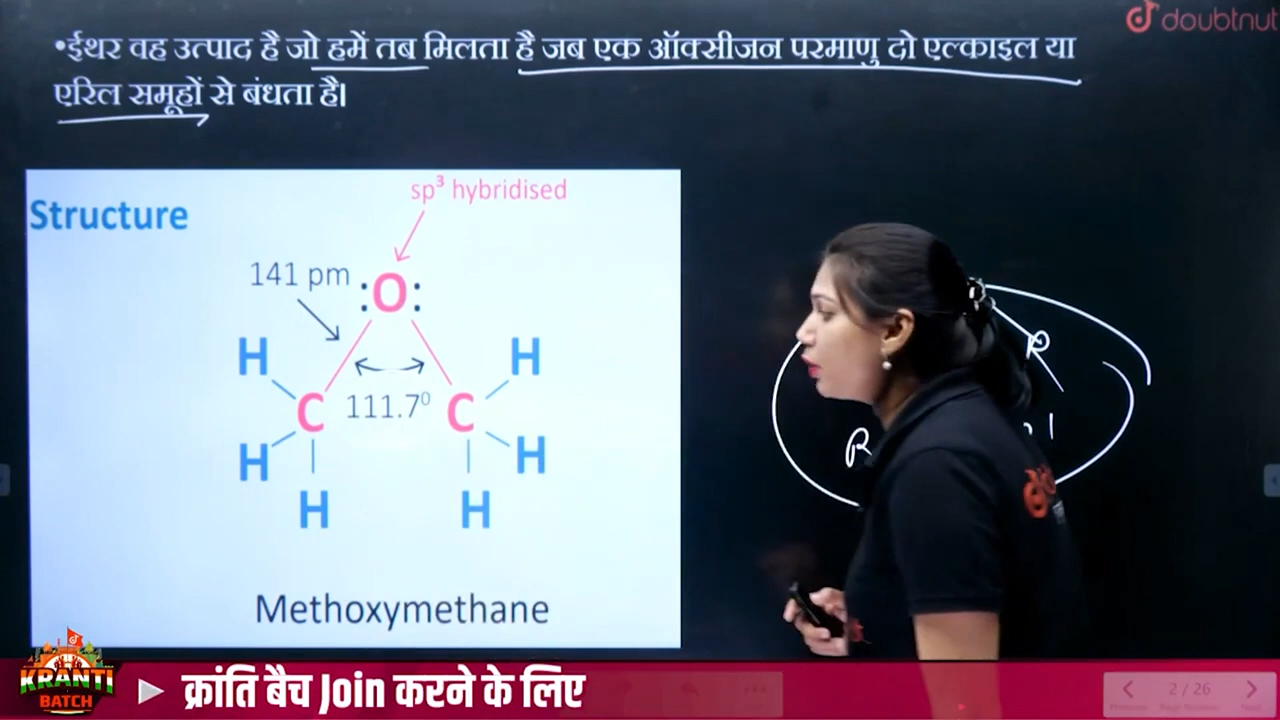 doubtnut
•ईथर वह उत्पाद है जो हमें तब मिलता है जब एक ऑक्सीजन परमाणु दो एल्काइल या
एरिल समूहों से बंधता है।
Structure
sp³ hybridised
141 pm
:O:
H H
C 111.7⁰ C
H H
H H
Methoxymethane
R
KRANTI
BATCH
क्रांति बैच Join करने के लिए
2 / 26